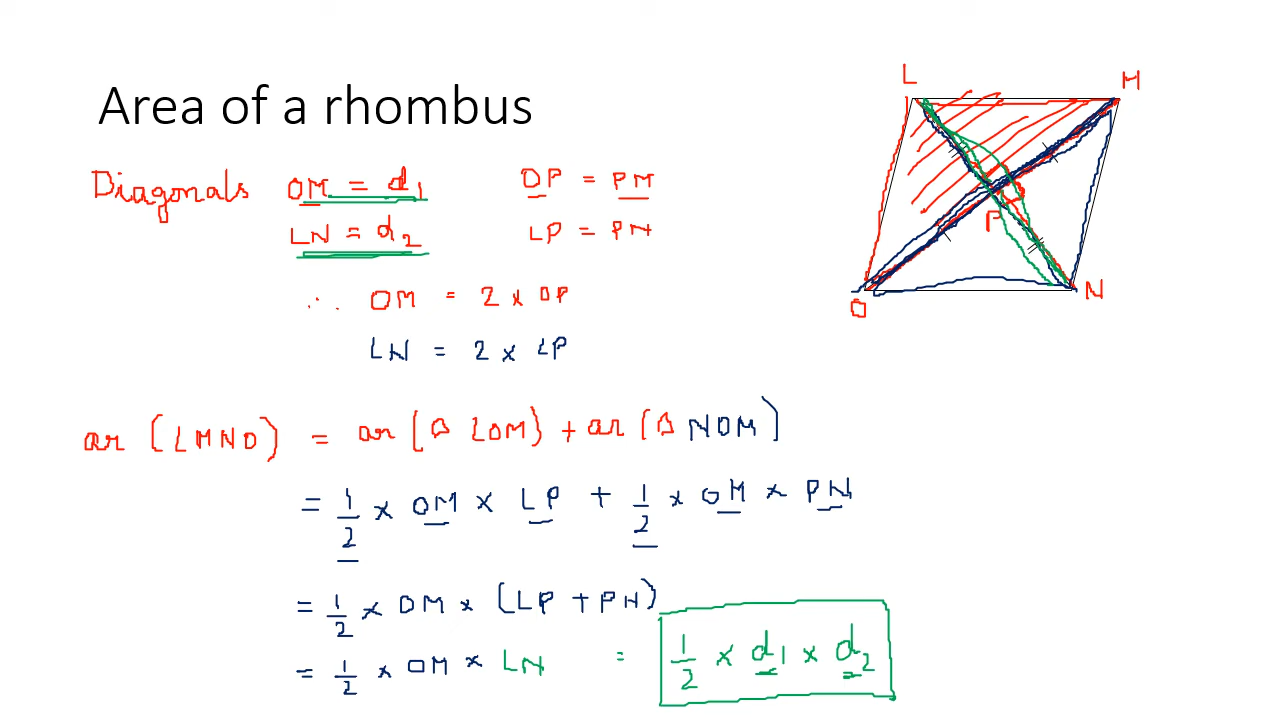 Area of a rhombus
Diagonals OM = d1 OP = PM
LN = d2 LP = PN
∴ OM = 2 × OP
LN = 2 × LP
ar (LMNO) = ar (Δ LOM) + ar (Δ NOM)
= 1/2 × OM × LP + 1/2 × OM × PN
= 1/2 × OM × (LP + PN)
= 1/2 × OM × LN = 1/2 × d1 × d2
L M
P
O N